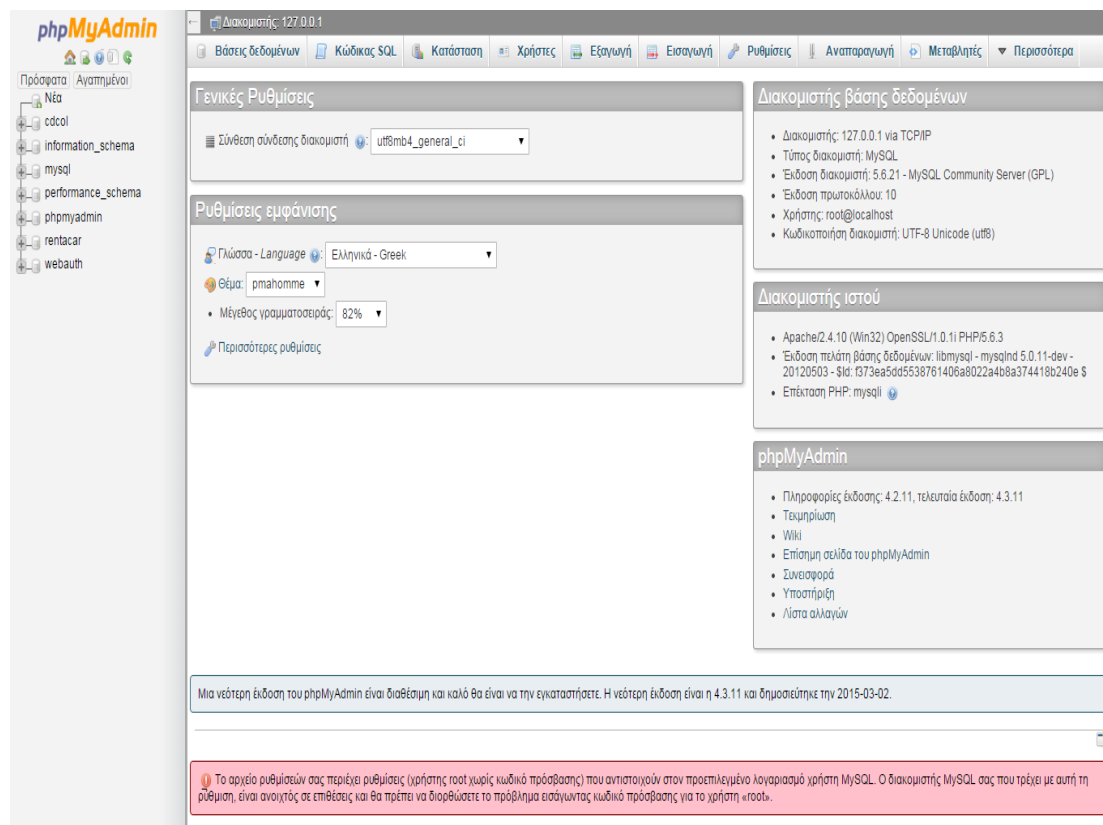 phpMyAdmin
Πρόσφατα Αγαπημένοι
Νέα
cdcol
information_schema
mysql
performance_schema
phpmyadmin
rentacar
webauth
Διακομιστής: 127.0.0.1
Βάσεις δεδομένων Κώδικας SQL Κατάσταση Χρήστες Εξαγωγή Εισαγωγή Ρυθμίσεις Αναπαραγωγή Μεταβλητές Περισσότερα
Γενικές Ρυθμίσεις
Σύνθεση σύνδεσης διακομιστή : utf8mb4_general_ci
Ρυθμίσεις εμφάνισης
Γλώσσα - Language : Ελληνικά - Greek
Θέμα: pmahomme
• Μέγεθος γραμματοσειράς: 82%
Περισσότερες ρυθμίσεις
Διακομιστής βάσης δεδομένων
• Διακομιστής: 127.0.0.1 via TCP/IP
• Τύπος διακομιστή: MySQL
• Έκδοση διακομιστή: 5.6.21 - MySQL Community Server (GPL)
• Έκδοση πρωτοκόλλου: 10
• Χρήστης: root@localhost
• Κωδικοποίηση διακομιστή: UTF-8 Unicode (utf8)
Διακομιστής ιστού
• Apache/2.4.10 (Win32) OpenSSL/1.0.1i PHP/5.6.3
• Έκδοση πελάτη βάσης δεδομένων: libmysql - mysqlnd 5.0.11-dev -
20120503 - $Id: f373ea5dd5538761406a8022a4b8a374418b240e $
• Επέκταση PHP: mysqli
phpMyAdmin
• Πληροφορίες έκδοσης: 4.2.11, τελευταία έκδοση: 4.3.11
• Τεκμηρίωση
• Wiki
• Επίσημη σελίδα του phpMyAdmin
• Συνεισφορά
• Υποστήριξη
• Λίστα αλλαγών
Μια νεότερη έκδοση του phpMyAdmin είναι διαθέσιμη και καλό θα είναι να την εγκαταστήσετε. Η νεότερη έκδοση είναι η 4.3.11 και δημοσιεύτηκε την 2015-03-02.
Το αρχείο ρυθμίσεών σας περιέχει ρυθμίσεις (χρήστης root χωρίς κωδικό πρόσβασης) που αντιστοιχούν στον προεπιλεγμένο λογαριασμό χρήστη MySQL. Ο διακομιστής MySQL σας που τρέχει με αυτή τη
ρύθμιση, είναι ανοιχτός σε επιθέσεις και θα πρέπει να διορθώσετε το πρόβλημα εισάγωντας κωδικό πρόσβασης για το χρήστη «root».